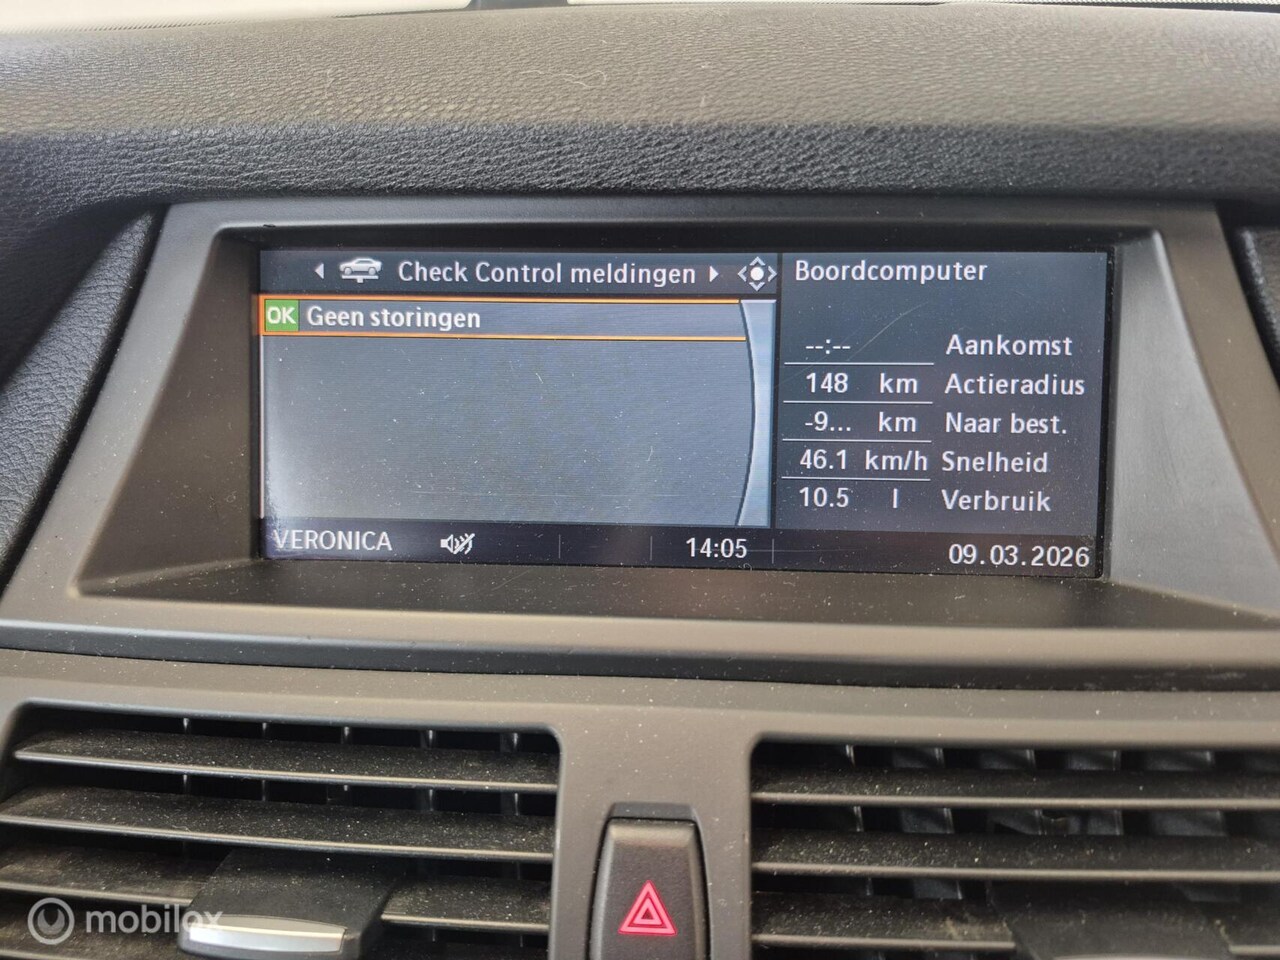 Check Control meldingen
OK Geen storingen
Boordcomputer
--:-- Aankomst
148 km Actieradius
-9... km Naar best.
46.1 km/h Snelheid
10.5 l Verbruik
VERONICA 14:05 09.03.2026
mobilox